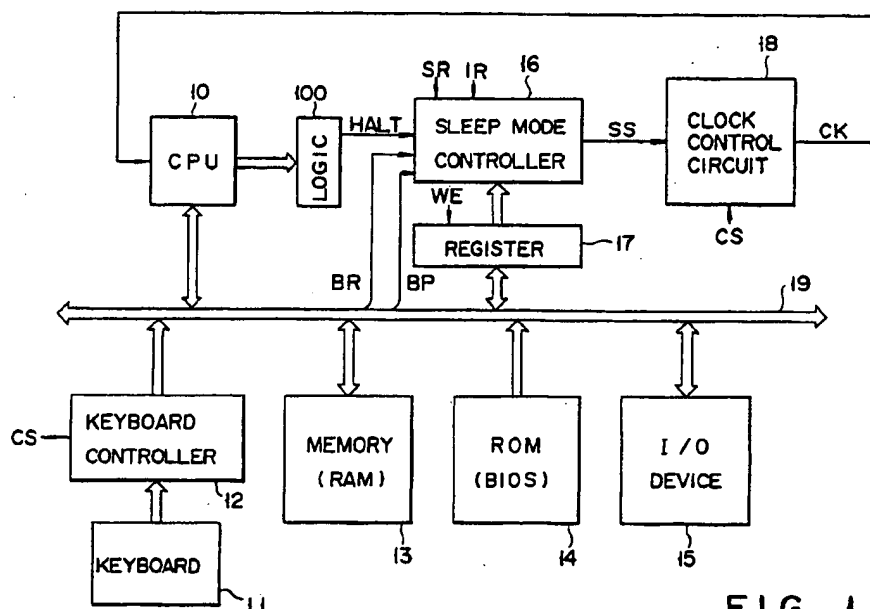 SR IR 16
18
10
100
HALT
SLEEP MODE
CONTROLLER
SS
CLOCK
CONTROL
CIRCUIT
CK
CPU
LOGIC
WE
REGISTER
17
CS
BR BP
19
CS
KEYBOARD
CONTROLLER
12
MEMORY
(RAM)
13
ROM
(BIOS)
14
I/O
DEVICE
15
KEYBOARD
11
FIG. 1